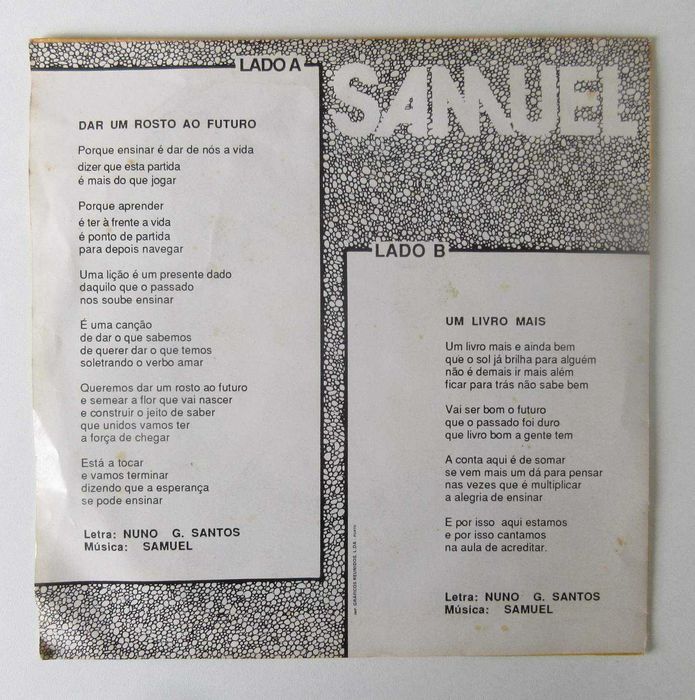 SAMUEL
LADO A
DAR UM ROSTO AO FUTURO
Porque ensinar é dar de nós a vida
dizer que esta partida
é mais do que jogar
Porque aprender
é ter à frente a vida
é ponto de partida
para depois navegar
Uma lição é um presente dado
daquilo que o passado
nos soube ensinar
É uma canção
de dar o que sabemos
de querer dar o que temos
soletrando o verbo amar
Queremos dar um rosto ao futuro
e semear a flor que vai nascer
e construir o jeito de saber
que unidos vamos ter
a força de chegar
Está a tocar
e vamos terminar
dizendo que a esperança
se pode ensinar
Letra: NUNO G. SANTOS
Música: SAMUEL
LADO B
UM LIVRO MAIS
Um livro mais e ainda bem
que o sol já brilha para alguém
não é demais ir mais além
ficar para trás não sabe bem
Vai ser bom o futuro
que o passado foi duro
que livro bom a gente tem
A conta aqui é de somar
se vem mais um dá para pensar
nas vezes que é multiplicar
a alegria de ensinar
E por isso aqui estamos
e por isso cantamos
na aula de acreditar.
Letra: NUNO G. SANTOS
Música: SAMUEL
GRÁFICOS REUNIDOS, LDA.